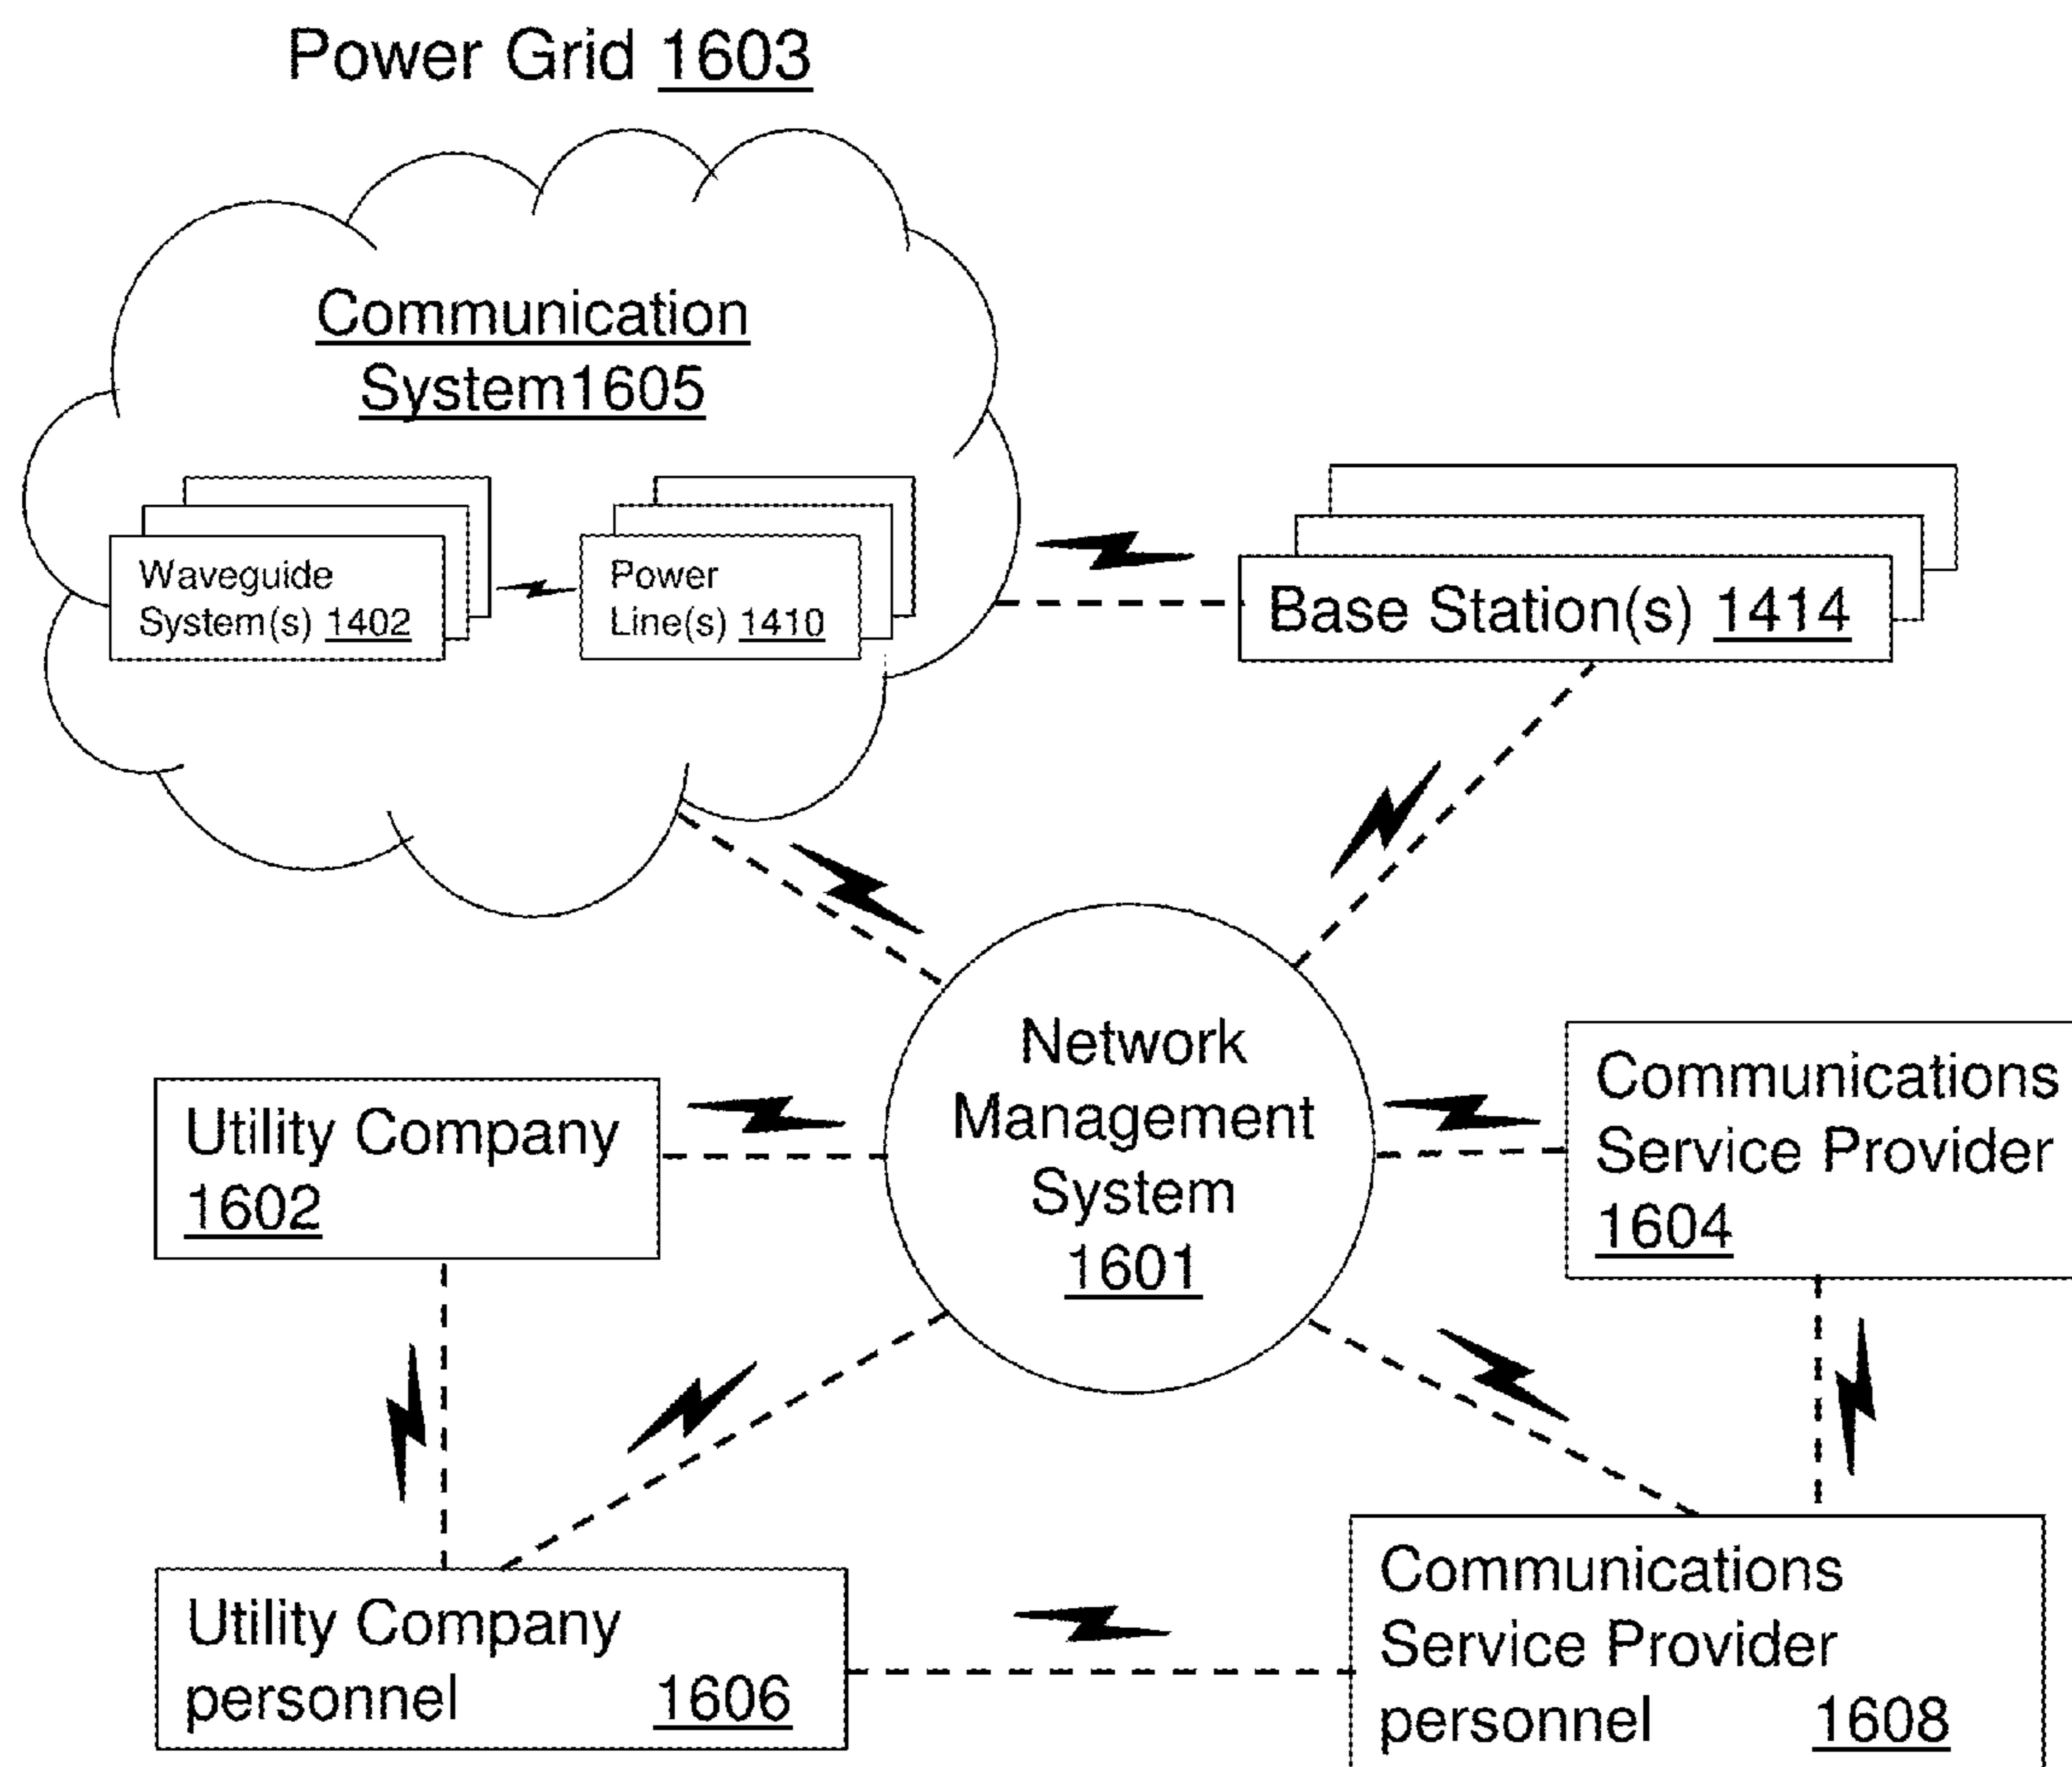 Power Grid 1603
Communication
System1605
Waveguide
System(s) 1402
Power
Line(s) 1410
Base Station(s) 1414
Network
Management
System
1601
Utility Company
1602
Communications
Service Provider
1604
Utility Company
personnel 1606
Communications
Service Provider
personnel 1608